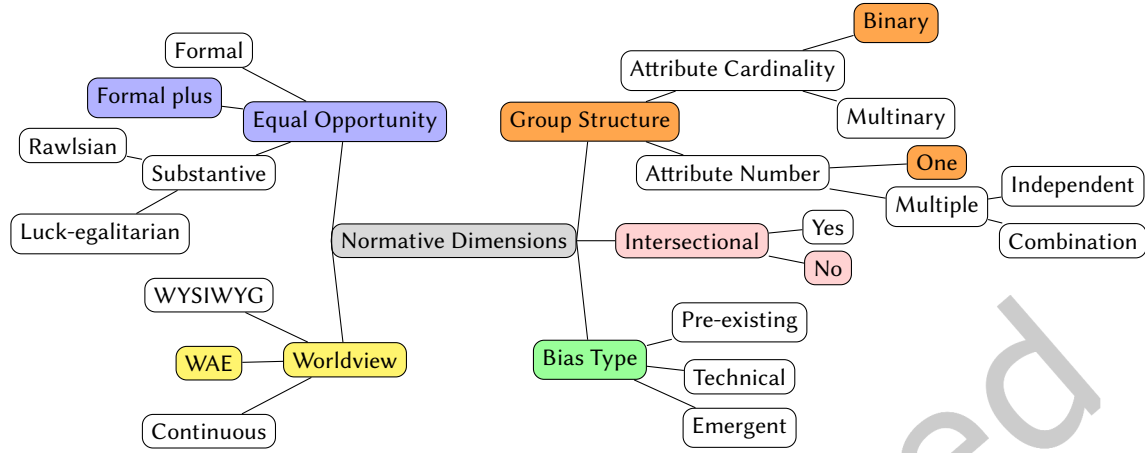 Formal
Formal plus
Equal Opportunity
Rawlsian
Substantive
Luck-egalitarian
Normative Dimensions
WYSIWYG
WAE
Worldview
Continuous
Binary
Attribute Cardinality
Group Structure
Multinary
Attribute Number
One
Multiple
Independent
Combination
Intersectional
Yes
No
Pre-existing
Bias Type
Technical
Emergent